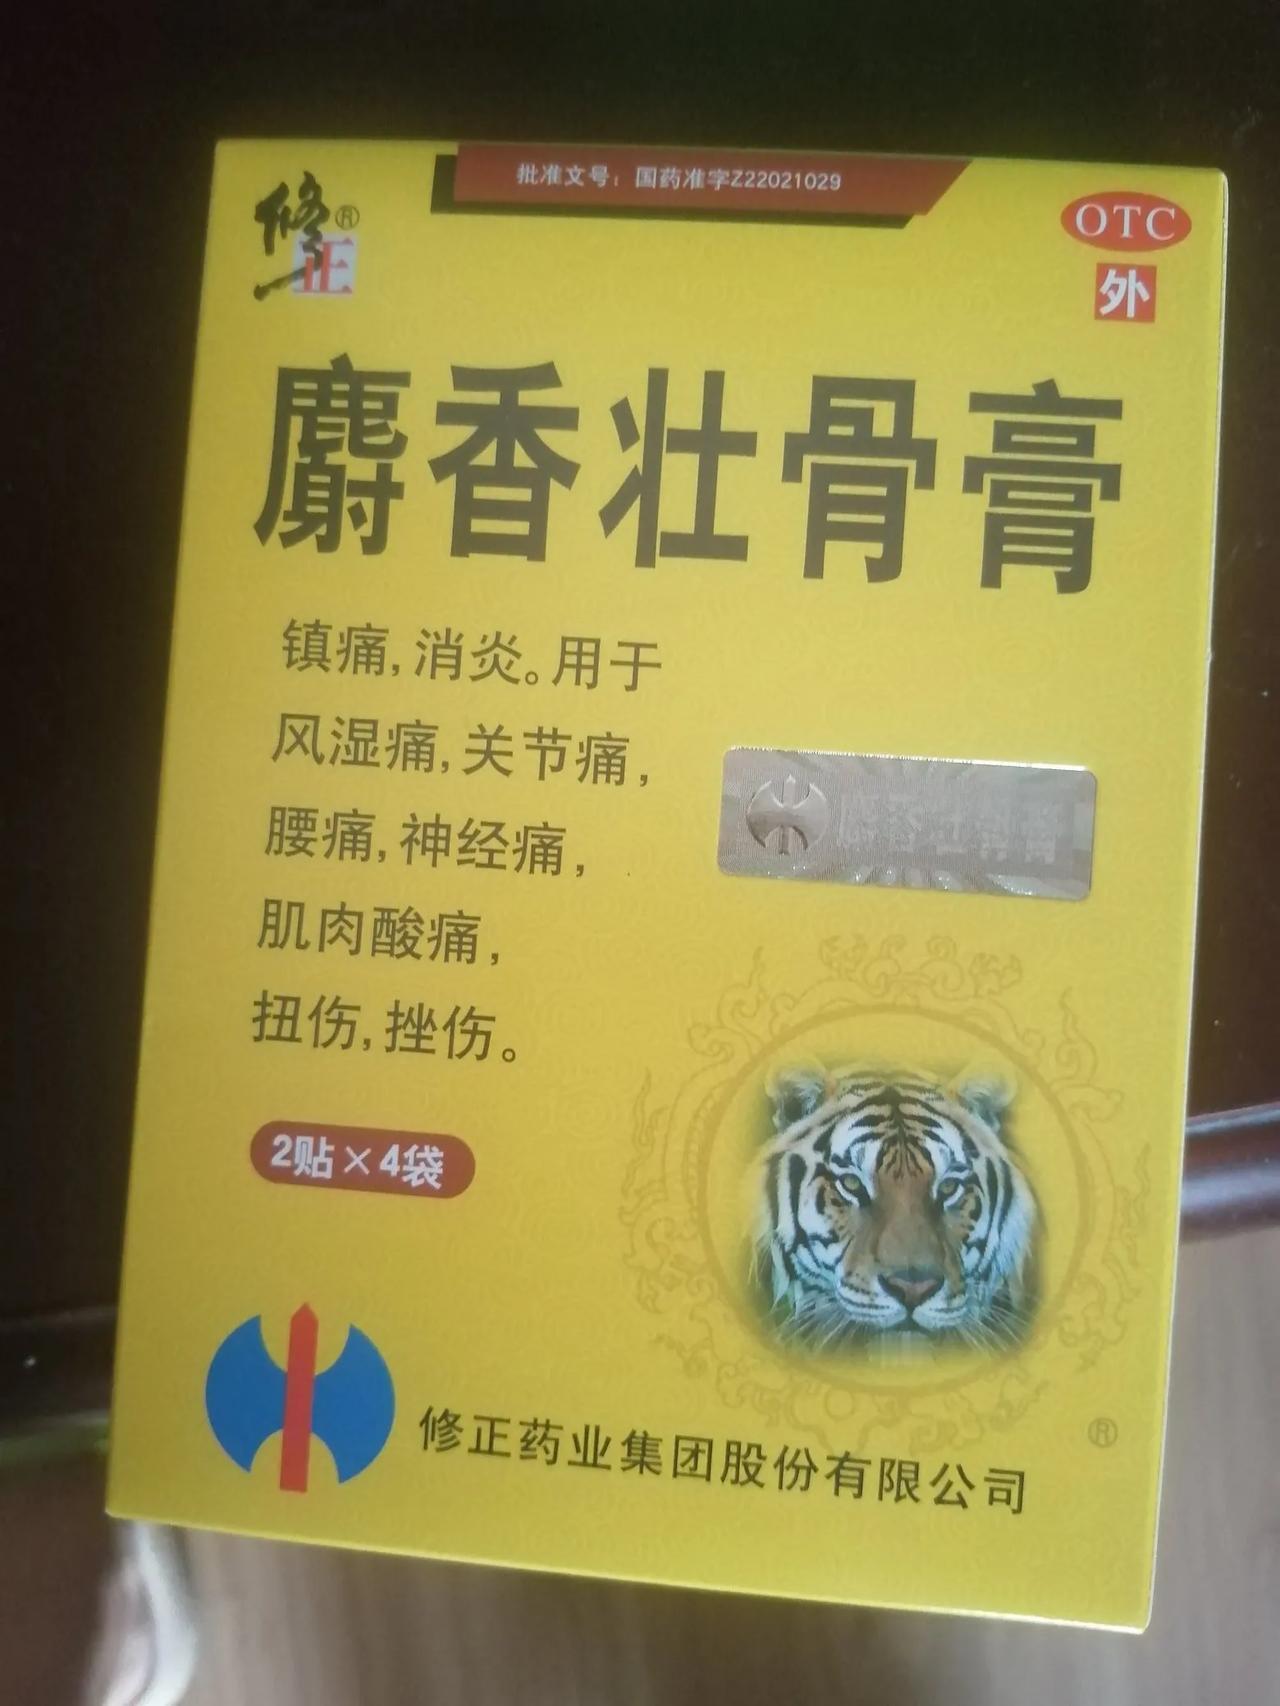 批准文号：国药准字Z22021029
修®
正
OTC
外
麝香壮骨膏
镇痛,消炎。用于
风湿痛,关节痛,
腰痛,神经痛,
肌肉酸痛,
扭伤,挫伤。
2贴×4袋
®
修正药业集团股份有限公司